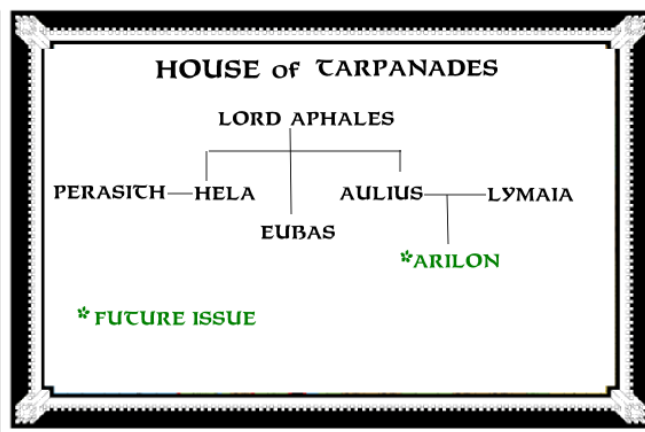 HOUSE of TARPANADES
LORD APHALES
PERASITH HELA AULIUS LYMAIA
EUBAS
*ARILON
* FUTURE ISSUE